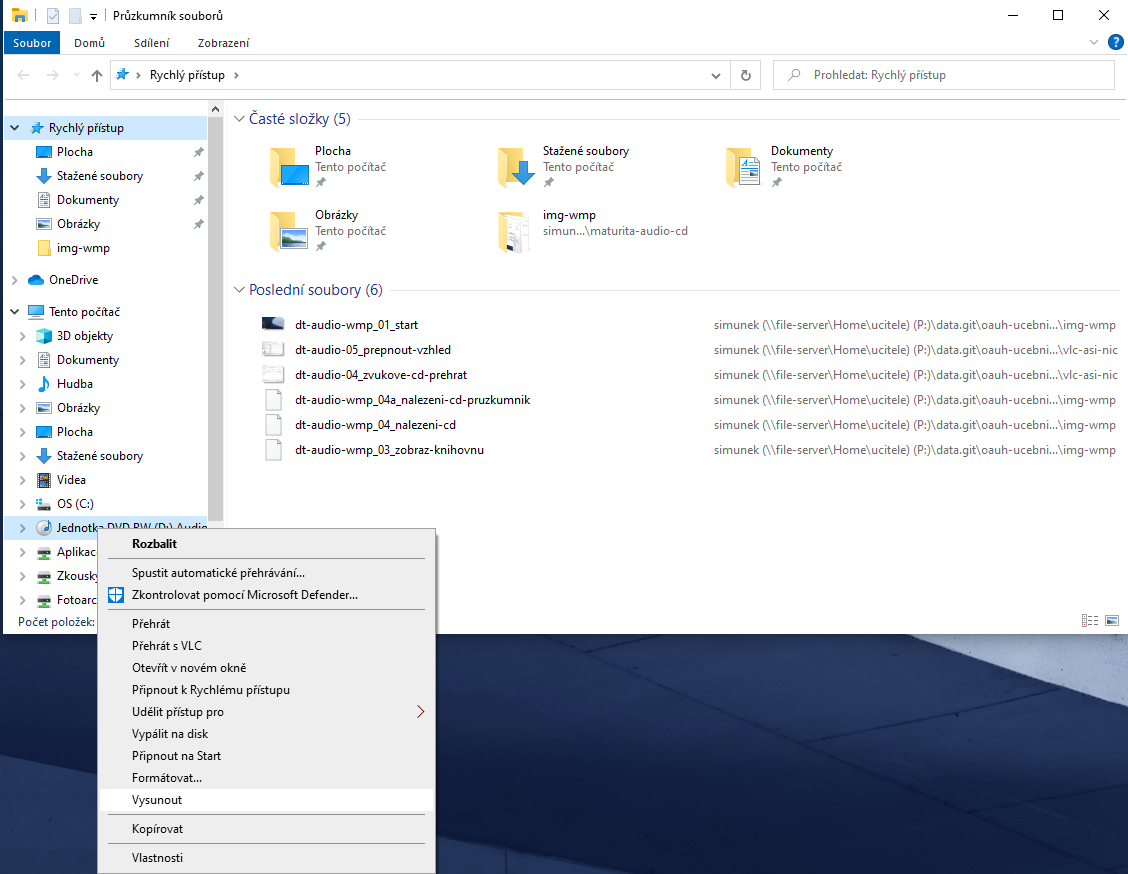 Průzkumník souborů
Soubor
Domů
Sdílení
Zobrazení
Rychlý přístup
Prohledat: Rychlý přístup
Rychlý přístup
Plocha
Stažené soubory
Dokumenty
Obrázky
img-wmp
OneDrive
Tento počítač
3D objekty
Dokumenty
Hudba
Obrázky
Plocha
Stažené soubory
Videa
OS (C:)
Jednotka DVD RW (D:) Audio
Aplikac
Zkousky
Fotoarc
Počet položek:
Časté složky (5)
Plocha
Tento počítač
Stažené soubory
Tento počítač
Dokumenty
Tento počítač
Obrázky
Tento počítač
img-wmp
simun...\maturita-audio-cd
Poslední soubory (6)
dt-audio-wmp_01_start simunek (\\file-server\Home\ucitele) (P:)\data.git\oauh-ucebni...\img-wmp
dt-audio-05_prepnout-vzhled simunek (\\file-server\Home\ucitele) (P:)\data.git\oauh-ucebni...\vlc-asi-nic
dt-audio-04_zvukove-cd-prehrat simunek (\\file-server\Home\ucitele) (P:)\data.git\oauh-ucebni...\vlc-asi-nic
dt-audio-wmp_04a_nalezeni-cd-pruzkumnik simunek (\\file-server\Home\ucitele) (P:)\data.git\oauh-ucebni...\img-wmp
dt-audio-wmp_04_nalezeni-cd simunek (\\file-server\Home\ucitele) (P:)\data.git\oauh-ucebni...\img-wmp
dt-audio-wmp_03_zobraz-knihovnu simunek (\\file-server\Home\ucitele) (P:)\data.git\oauh-ucebni...\img-wmp
Rozbalit
Spustit automatické přehrávání...
Zkontrolovat pomocí Microsoft Defender...
Přehrát
Přehrát s VLC
Otevřít v novém okně
Připnout k Rychlému přístupu
Udělit přístup pro
Vypálit na disk
Připnout na Start
Formátovat...
Vysunout
Kopírovat
Vlastnosti